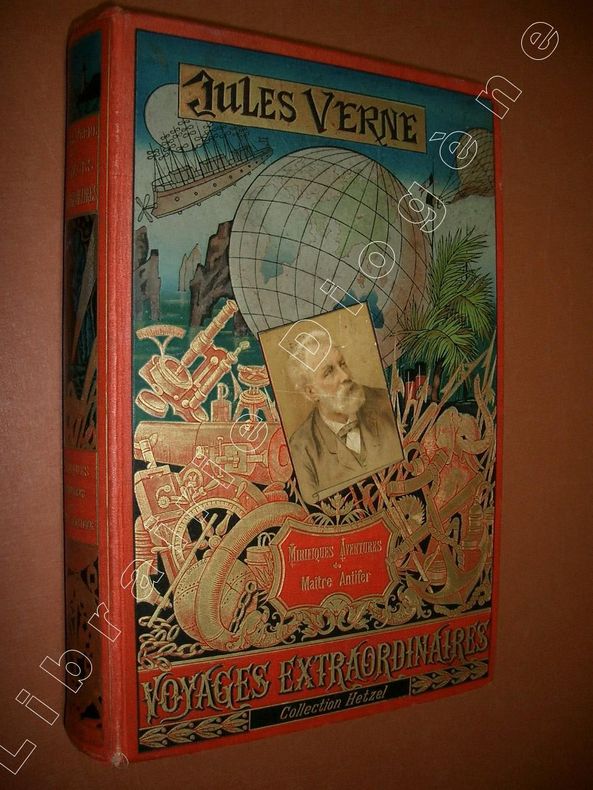 JULES VERNE
MIRIFIQUES AVENTURES
de
Maître Antifer
VOYAGES EXTRAORDINAIRES
Collection Hetzel
Librairie Diogène